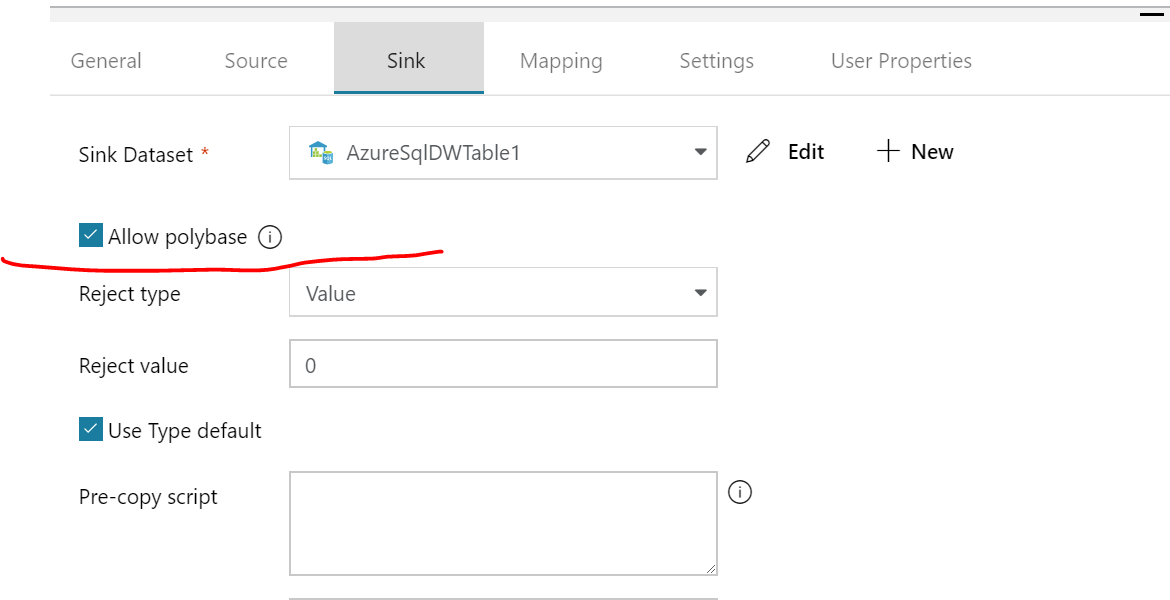 General Source Sink Mapping Settings User Properties
Sink Dataset * AzureSqlDWTable1 Edit New
Allow polybase
Reject type Value
Reject value 0
Use Type default
Pre-copy script